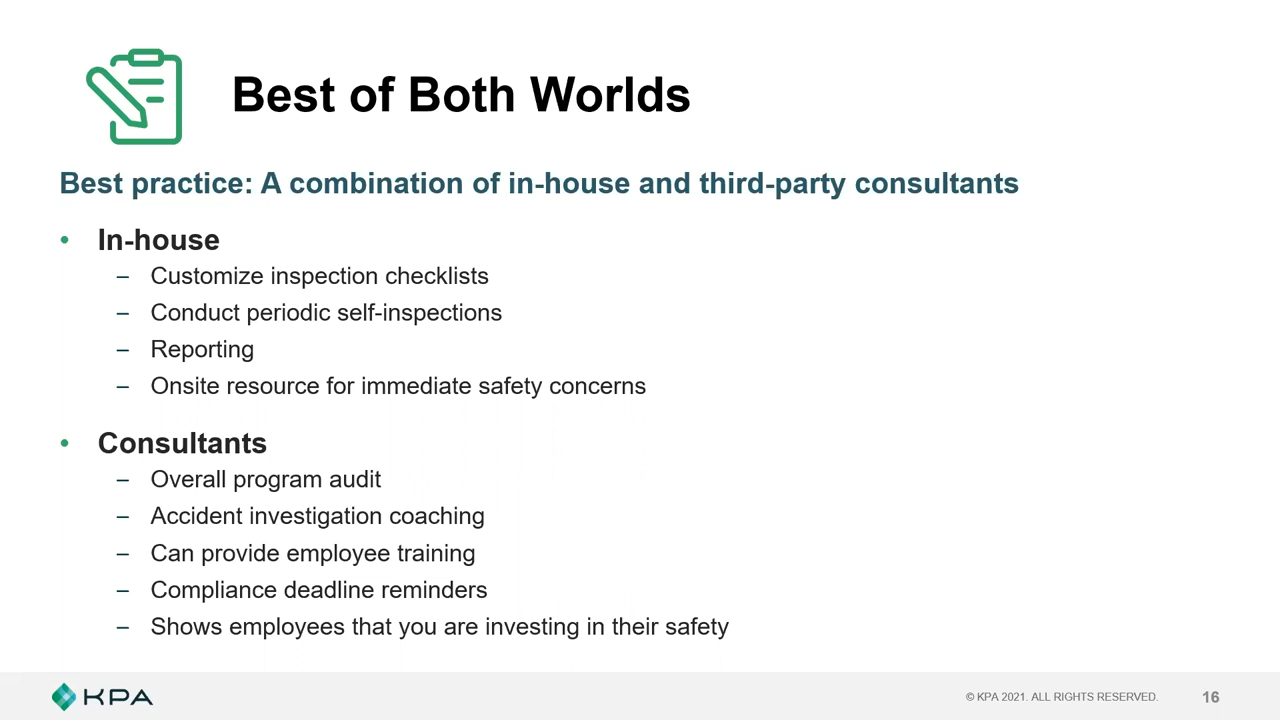 Best of Both Worlds
Best practice: A combination of in-house and third-party consultants
• In-house
– Customize inspection checklists
– Conduct periodic self-inspections
– Reporting
– Onsite resource for immediate safety concerns
• Consultants
– Overall program audit
– Accident investigation coaching
– Can provide employee training
– Compliance deadline reminders
– Shows employees that you are investing in their safety
KPA
© KPA 2021. ALL RIGHTS RESERVED.
16